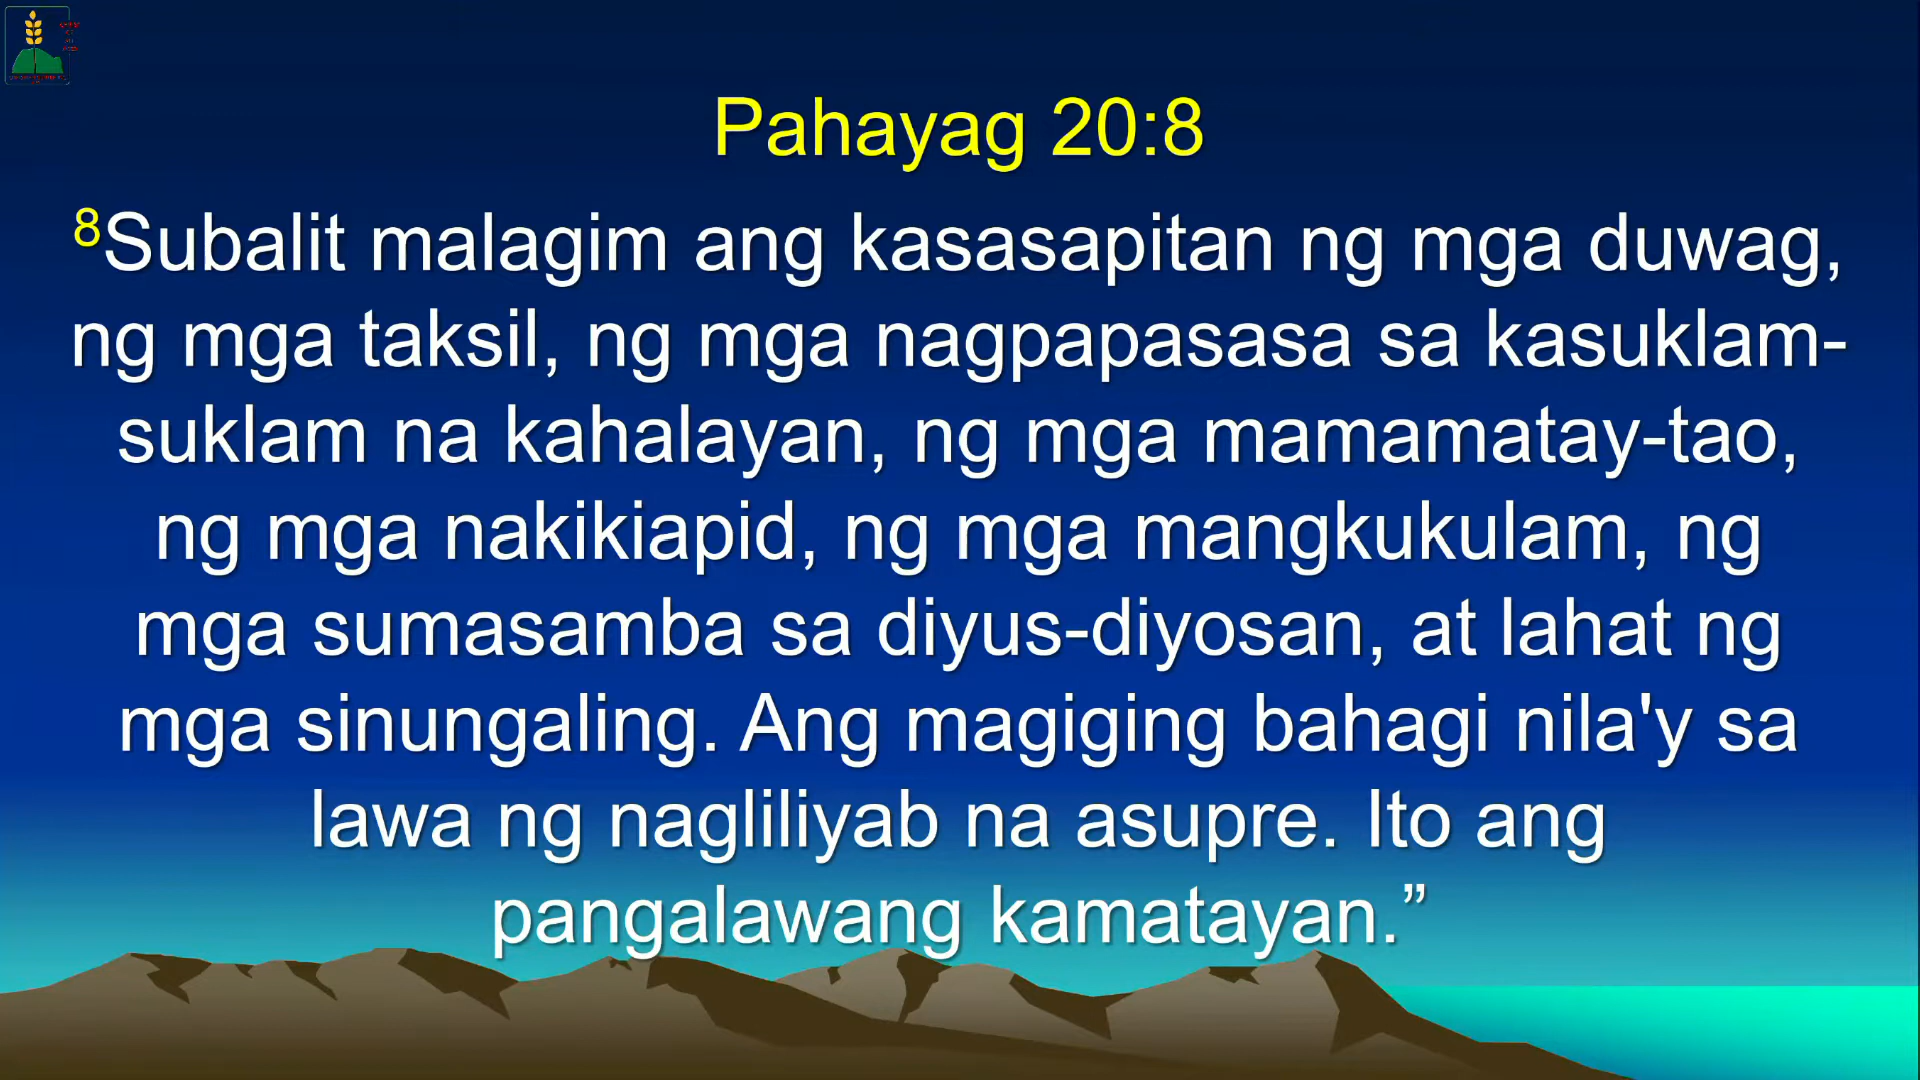 Pahayag 20:8
8Subalit malagim ang kasasapitan ng mga duwag,
ng mga taksil, ng mga nagpapasasa sa kasuklam-
suklam na kahalayan, ng mga mamamatay-tao,
ng mga nakikiapid, ng mga mangkukulam, ng
mga sumasamba sa diyus-diyosan, at lahat ng
mga sinungaling. Ang magiging bahagi nila'y sa
lawa ng nagliliyab na asupre. Ito ang
pangalawang kamatayan.”